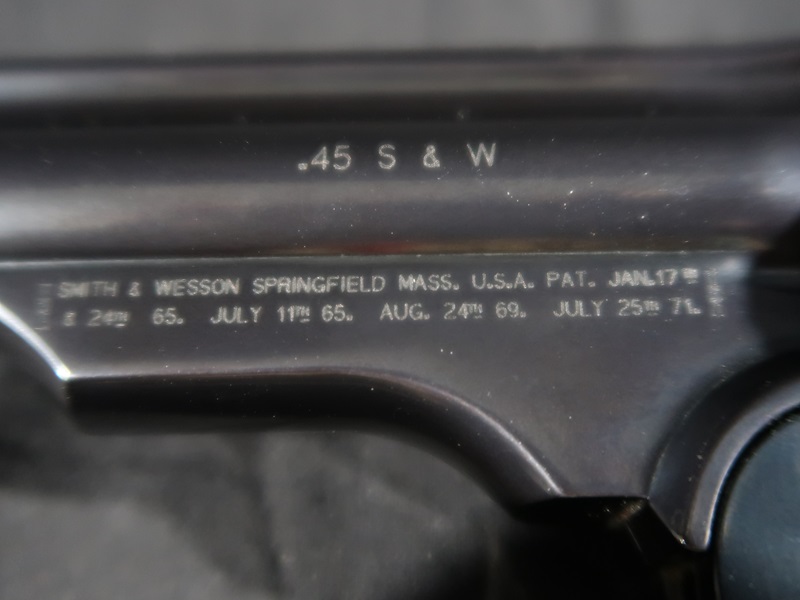 .45 S & W
SMITH & WESSON SPRINGFIELD MASS. U.S.A. PAT. JAN.17TH
& 24TH 65. JULY 11TH 65. AUG. 24TH 69. JULY 25TH 71.